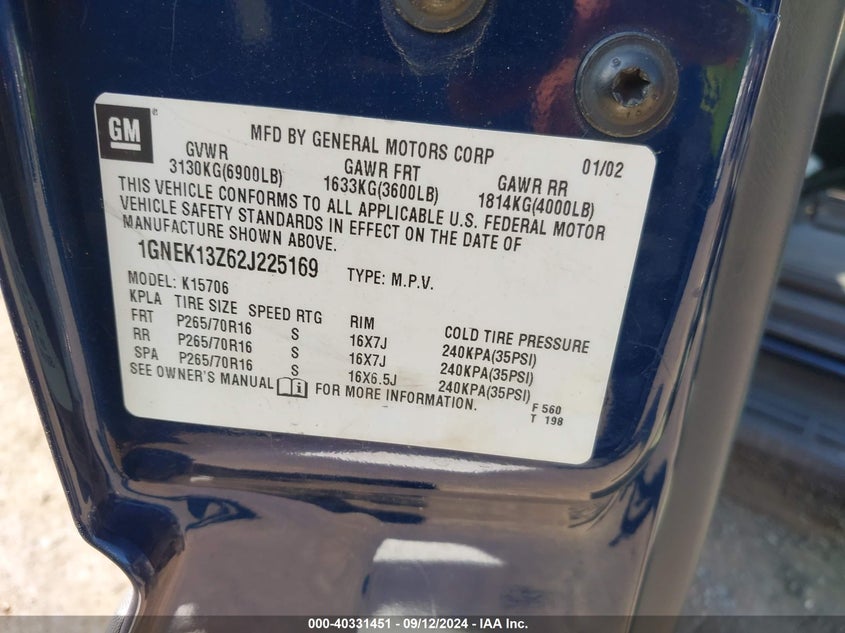 GM ®
MFD BY GENERAL MOTORS CORP 01/02
GVWR GAWR FRT GAWR RR
3130KG(6900LB) 1633KG(3600LB) 1814KG(4000LB)
THIS VEHICLE CONFORMS TO ALL APPLICABLE U.S. FEDERAL MOTOR
VEHICLE SAFETY STANDARDS IN EFFECT ON THE DATE OF
MANUFACTURE SHOWN ABOVE.
1GNEK13Z62J225169 TYPE: M.P.V.
MODEL: K15706
KPLA TIRE SIZE SPEED RTG RIM COLD TIRE PRESSURE
FRT P265/70R16 S 16X7J 240KPA(35PSI)
RR P265/70R16 S 16X7J 240KPA(35PSI)
SPA P265/70R16 S 16X6.5J 240KPA(35PSI)
SEE OWNER'S MANUAL i FOR MORE INFORMATION.
F 560
T 198
000-40331451 - 09/12/2024 - IAA Inc.